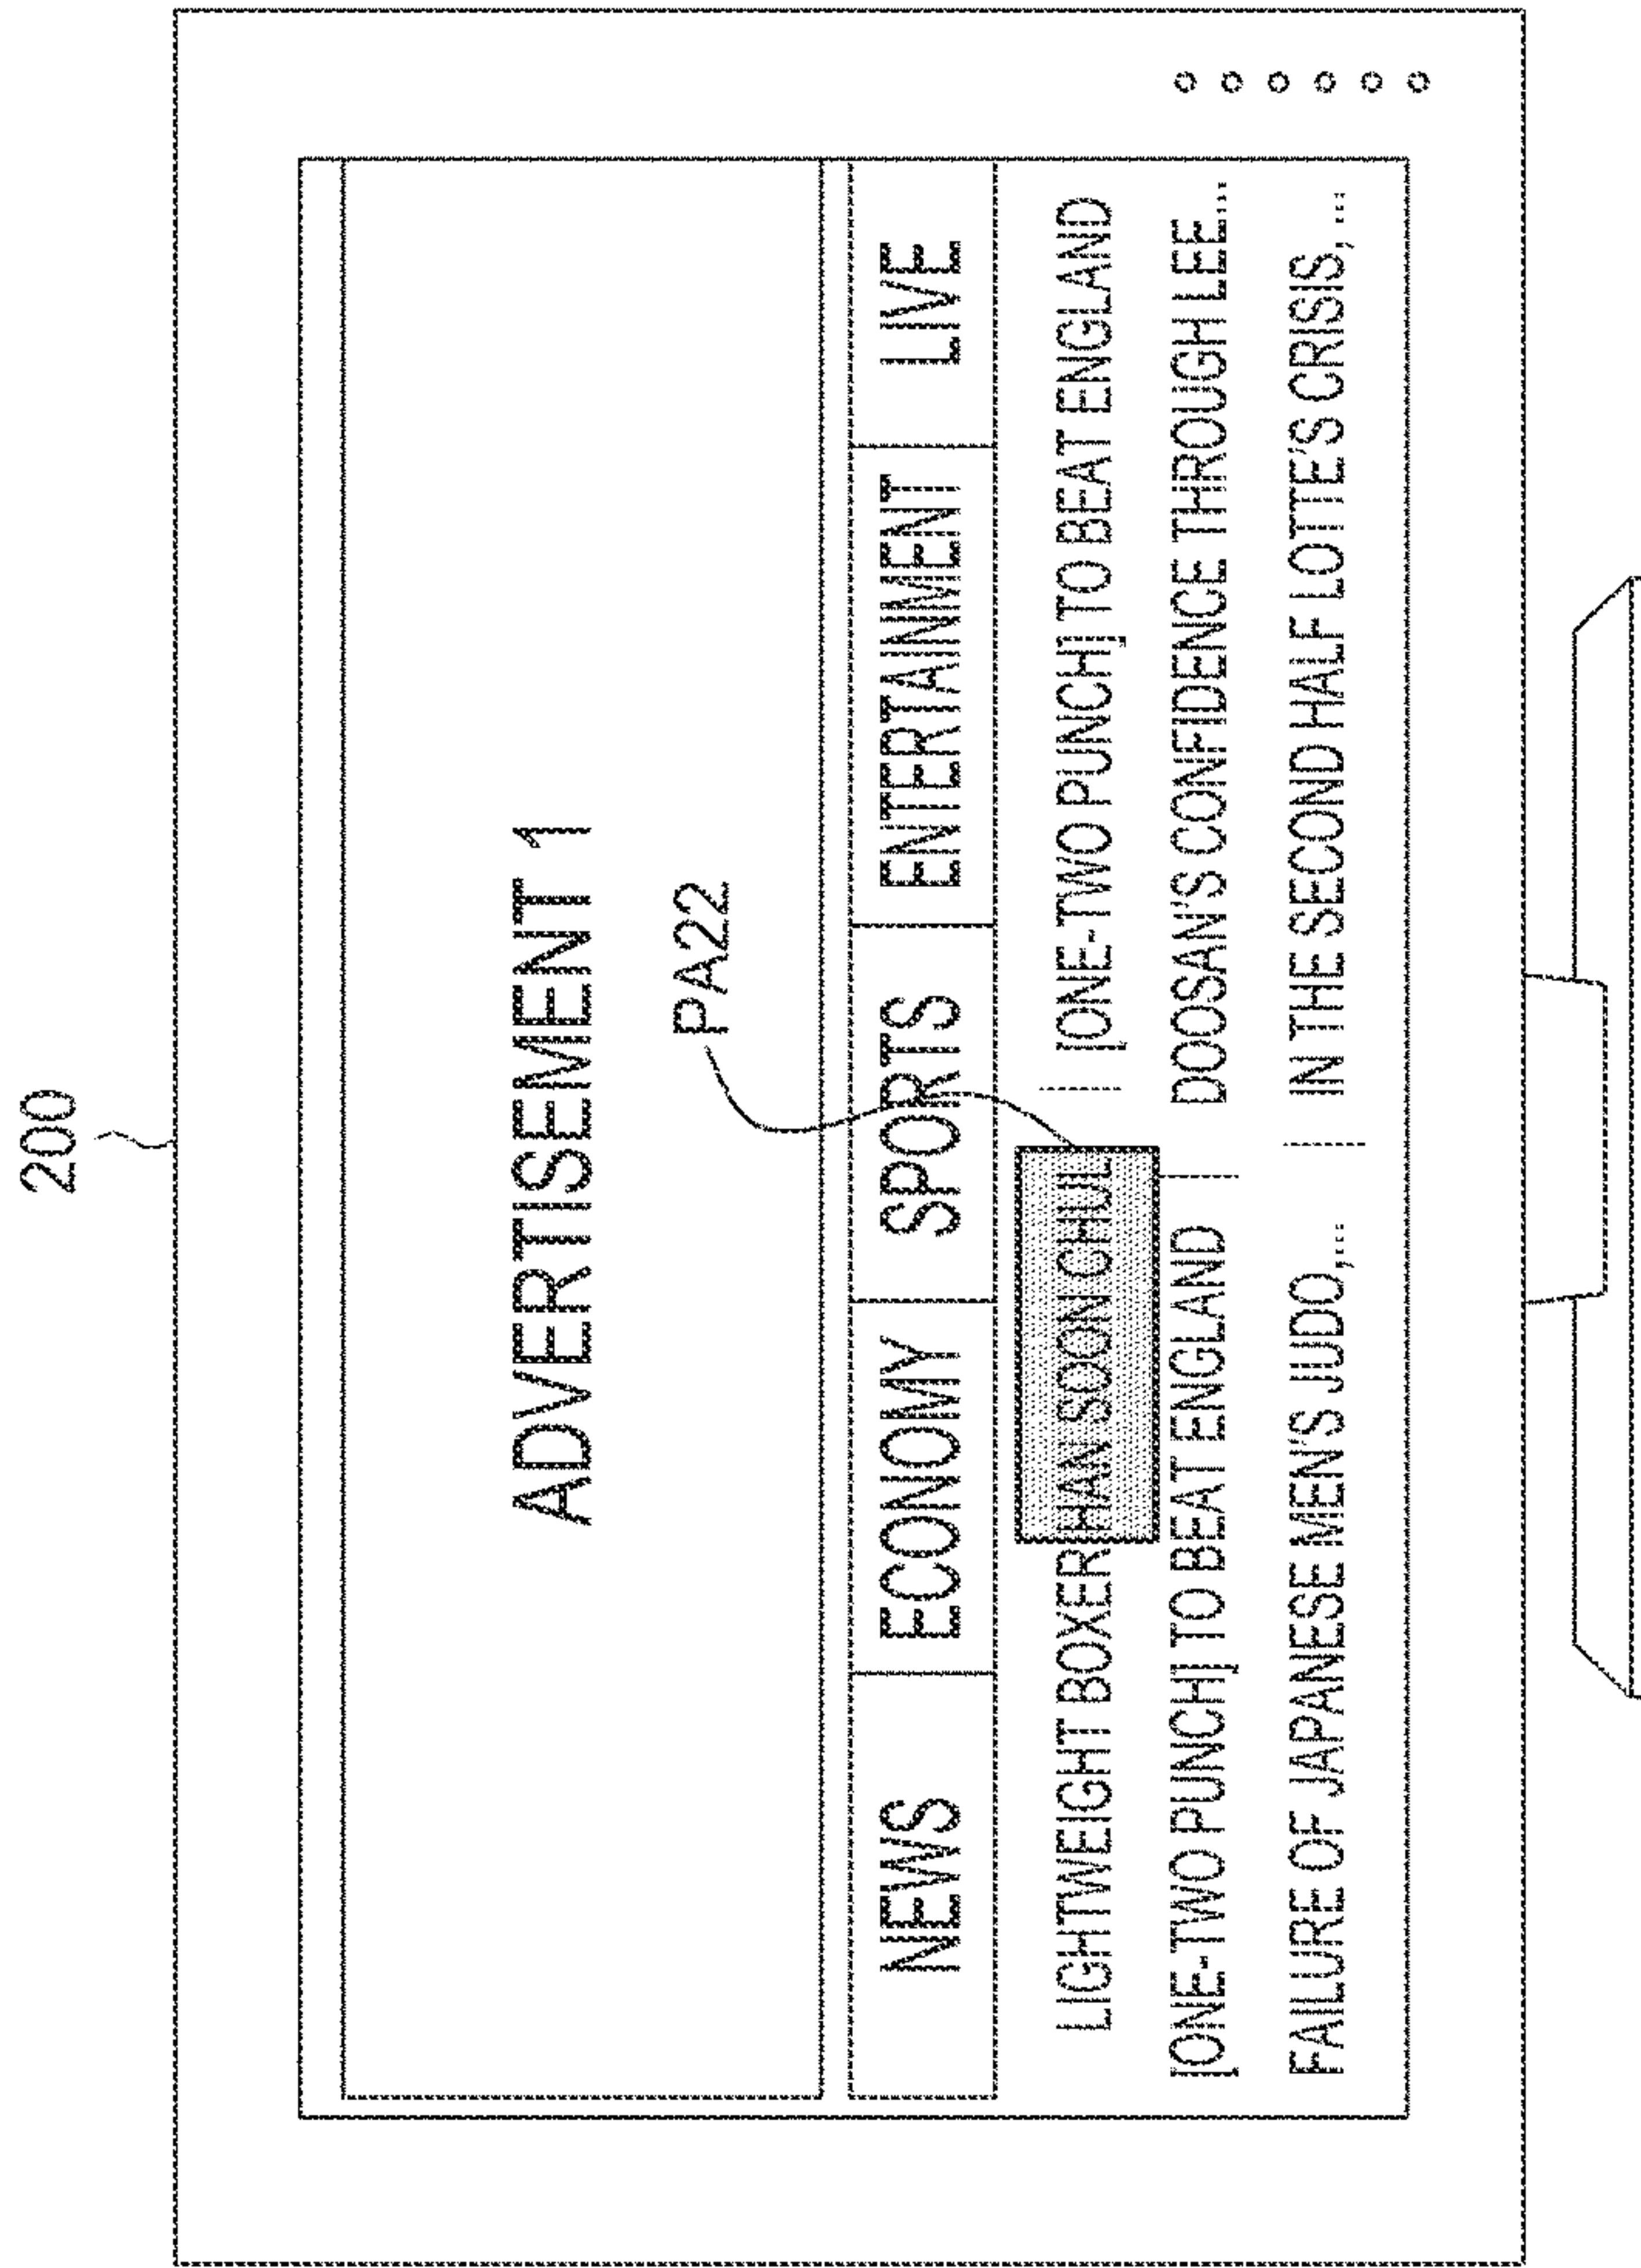 200
ADVERTISEMENT 1
PA22
NEWS ECONOMY SPORTS ENTERTAINMENT LIVE
LIGHTWEIGHT BOXER HAN SOON CHUL | [ONE-TWO PUNCH] TO BEAT ENGLAND
[ONE-TWO PUNCH] TO BEAT ENGLAND | DOOSAN'S CONFIDENCE THROUGH LEE...
FAILURE OF JAPANESE MEN'S JUDO,... | IN THE SECOND HALF LOTTE'S CRISIS,...